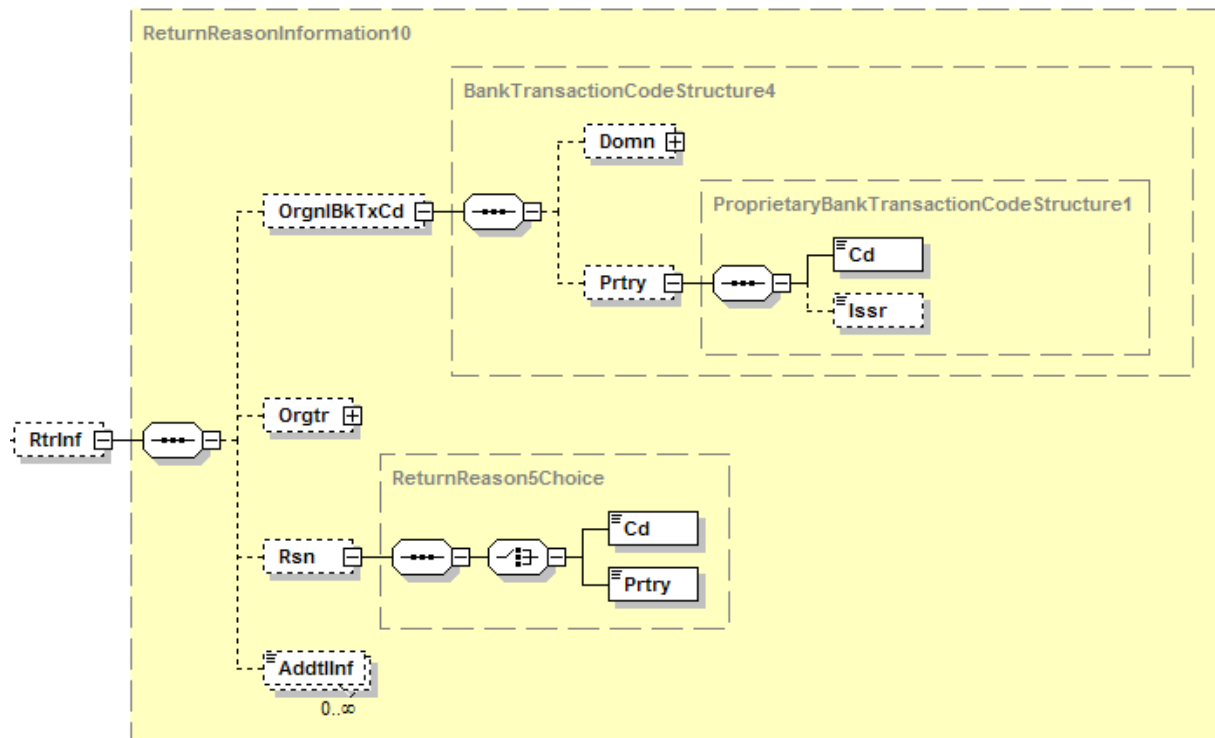 ReturnReasonInformation10
BankTransactionCodeStructure4
Domn
OrgnlBkTxCd
ProprietaryBankTransactionCodeStructure1
Cd
Prtry
Issr
Orgtr
RtrInf
ReturnReason5Choice
Cd
Rsn
Prtry
AddtlInf
0..∞